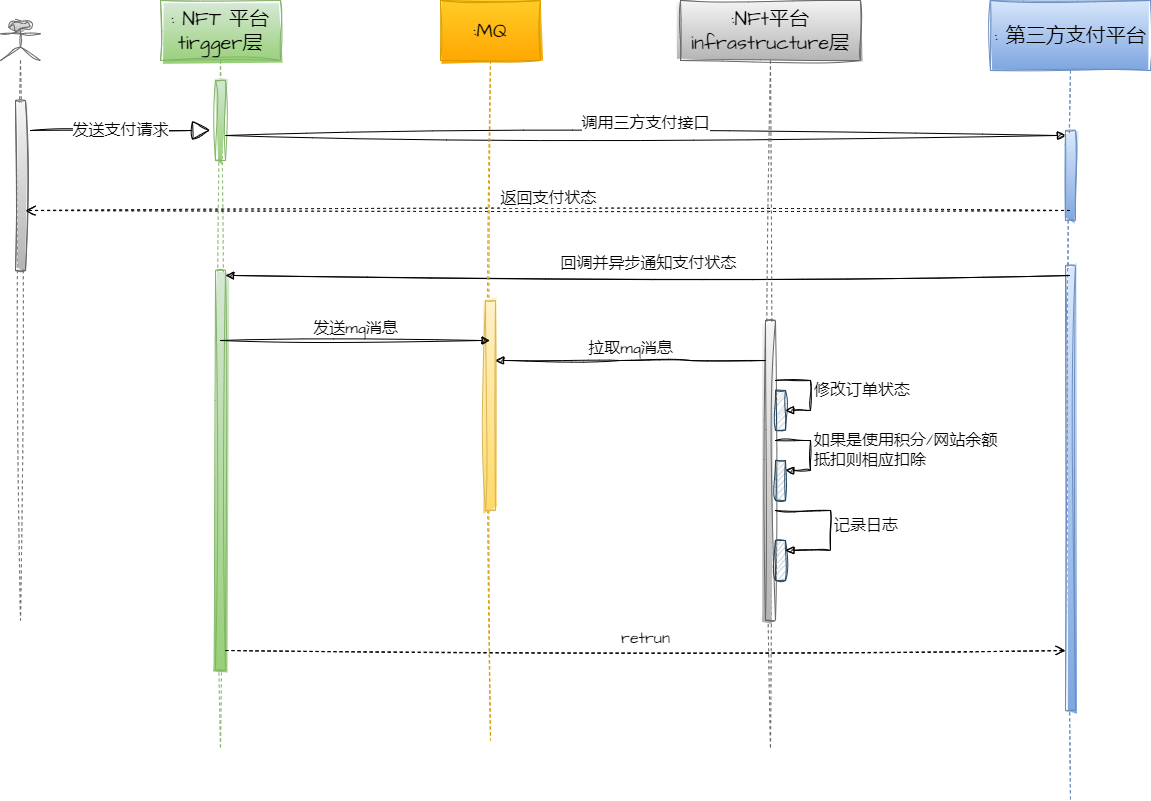 : NFT 平台
tirgger层
:MQ
:NFt平台
infrastructure层
: 第三方支付平台
发送支付请求
调用三方支付接口
返回支付状态
回调并异步通知支付状态
发送mq消息
拉取mq消息
修改订单状态
如果是使用积分/网站余额
抵扣则相应扣除
记录日志
retrun